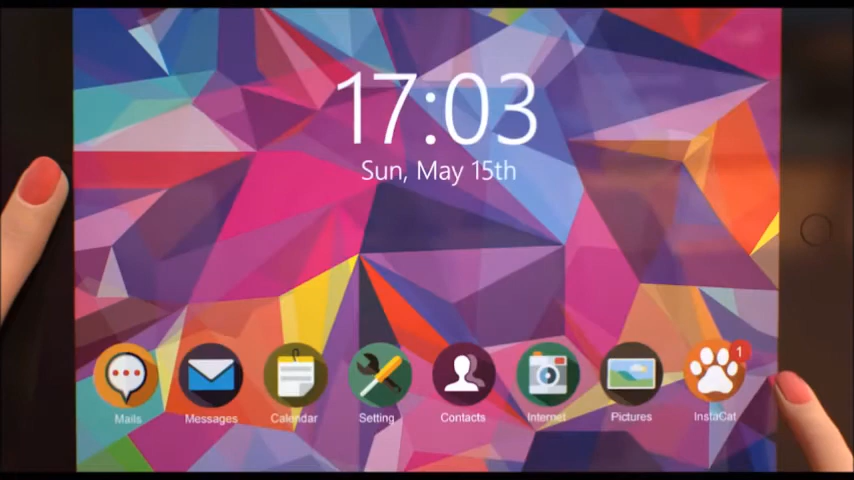 17:03
Sun, May 15th
1
Mails Messages Calendar Setting Contacts Internet Pictures InstaCat